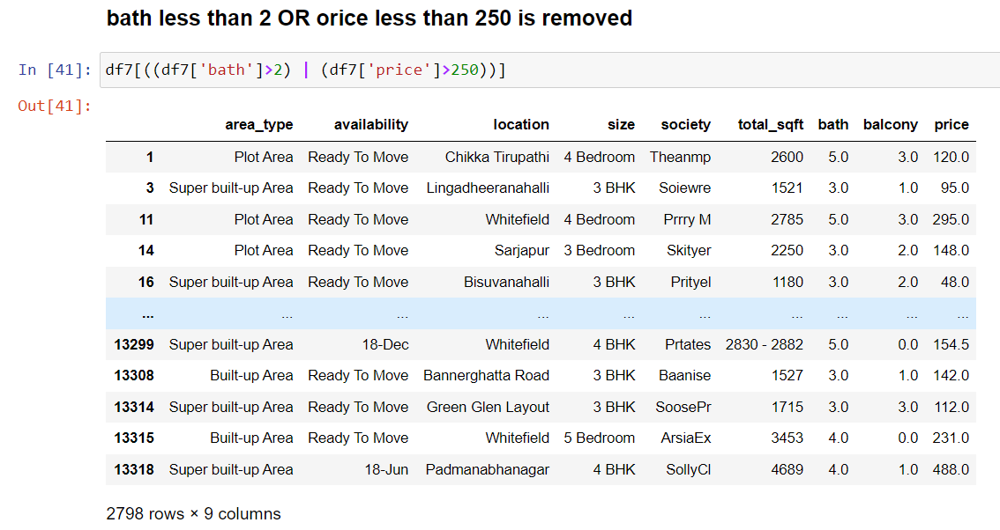 bath less than 2 OR orice less than 250 is removed
In [41]: df7[((df7['bath']>2) | (df7['price']>250))]
Out[41]:
area_type availability location size society total_sqft bath balcony price
1 Plot Area Ready To Move Chikka Tirupathi 4 Bedroom Theanmp 2600 5.0 3.0 120.0
3 Super built-up Area Ready To Move Lingadheeranahalli 3 BHK Soiewre 1521 3.0 1.0 95.0
11 Plot Area Ready To Move Whitefield 4 Bedroom Prrry M 2785 5.0 3.0 295.0
14 Plot Area Ready To Move Sarjapur 3 Bedroom Skityer 2250 3.0 2.0 148.0
16 Super built-up Area Ready To Move Bisuvanahalli 3 BHK Prityel 1180 3.0 2.0 48.0
... ... ... ... ... ... ... ... ... ...
13299 Super built-up Area 18-Dec Whitefield 4 BHK Prtates 2830 - 2882 5.0 0.0 154.5
13308 Built-up Area Ready To Move Bannerghatta Road 3 BHK Baanise 1527 3.0 1.0 142.0
13314 Super built-up Area Ready To Move Green Glen Layout 3 BHK SoosePr 1715 3.0 3.0 112.0
13315 Built-up Area Ready To Move Whitefield 5 Bedroom ArsiaEx 3453 4.0 0.0 231.0
13318 Super built-up Area 18-Jun Padmanabhanagar 4 BHK SollyCl 4689 4.0 1.0 488.0
2798 rows × 9 columns